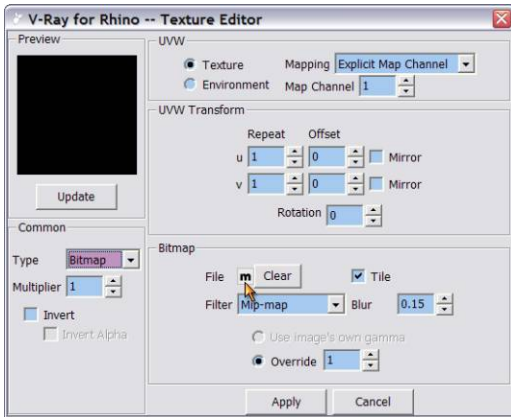 V-Ray for Rhino -- Texture Editor
Preview
Update
Common
Type Bitmap
Multiplier 1
Invert
Invert Alpha
UVW
Texture Mapping Explicit Map Channel
Environment Map Channel 1
UVW Transform
Repeat Offset
u 1 0 Mirror
v 1 0 Mirror
Rotation 0
Bitmap
File m Clear Tile
Filter Mip-map Blur 0.15
Use image's own gamma
Override 1
Apply Cancel